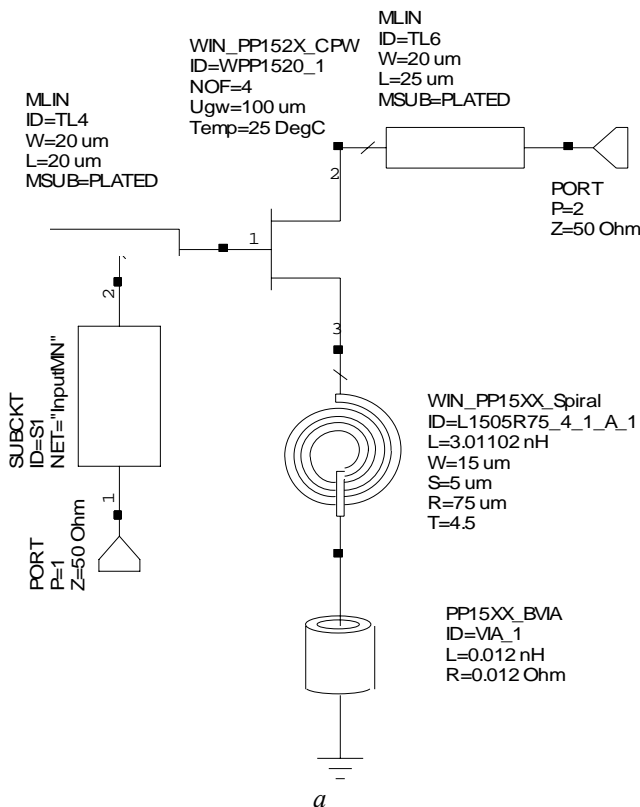 MLIN
ID=TL6
W=20 um
L=25 um
MSUB=PLATED
WIN_PP152X_CPW
ID=WPP1520_1
NOF=4
Ugw=100 um
Temp=25 DegC
MLIN
ID=TL4
W=20 um
L=20 um
MSUB=PLATED
2
PORT
P=2
Z=50 Ohm
1
3
2
SUBCKT
ID=S1
NET="InputMN"
1
PORT
P=1
Z=50 Ohm
WIN_PP15XX_Spiral
ID=L1505R75_4_1_A_1
L=3.01102 nH
W=15 um
S=5 um
R=75 um
T=4.5
PP15XX_BVIA
ID=VIA_1
L=0.012 nH
R=0.012 Ohm
a